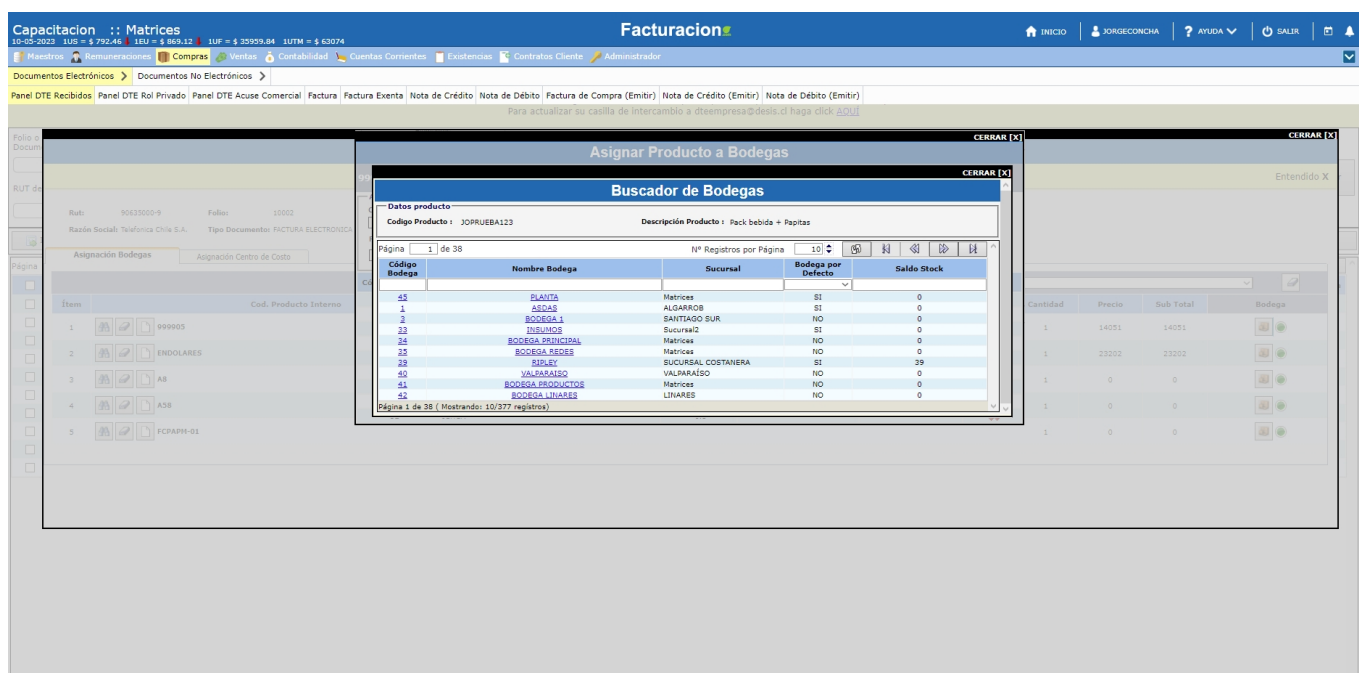 Capacitacion :: Matrices
10-05-2023 1US = $ 792.46 1EU = $ 869.12 1UF = $ 35959.84 1UTM = $ 63074
Facturacion
INICIO JORGECONCHA ? AYUDA SALIR
Maestros Remuneraciones Compras Ventas Contabilidad Cuentas Corrientes Existencias Contratos Cliente Administrador
Documentos Electrónicos Documentos No Electrónicos
Panel DTE Recibidos Panel DTE Rol Privado Panel DTE Acuse Comercial Factura Factura Exenta Nota de Crédito Nota de Débito Factura de Compra (Emitir) Nota de Crédito (Emitir) Nota de Débito (Emitir)
Para actualizar su casilla de intercambio a dteempresa@desis.cl haga click AQUÍ
Folio o
Docum
RUT de
Página
CERRAR [X]
Entendido X
Rut: 90635000-9 Folio: 10002
Razón Social: Telefonica Chile S.A. Tipo Documento: FACTURA ELECTRONICA
Asignación Bodegas Asignación Centro de Costo
Ítem Cod. Producto Interno Cantidad Precio Sub Total Bodega
1 999905 1 14051 14051
2 ENDOLARES 1 23202 23202
3 A8 1 0 0
4 A58 1 0 0
5 FCPAPH-01 1 0 0
CERRAR [X]
Asignar Producto a Bodegas
CERRAR [X]
Buscador de Bodegas
Datos producto
Codigo Producto : JOPRUEBA123 Descripción Producto : Pack bebida + Papitas
Página 1 de 38 N° Registros por Página 10
Código Bodega Nombre Bodega Sucursal Bodega por Defecto Saldo Stock
45 PLANTA Matrices SI 0
1 ASDAS ALGARROB SI 0
3 BODEGA 1 SANTIAGO SUR NO 0
33 INSUMOS Sucursal2 SI 0
34 BODEGA PRINCIPAL Matrices NO 0
35 BODEGA REDES Matrices NO 0
39 RIPLEY SUCURSAL COSTANERA SI 39
40 VALPARAISO VALPARAÍSO NO 0
41 BODEGA PRODUCTOS Matrices NO 0
42 BODEGA LINARES LINARES NO 0
Página 1 de 38 ( Mostrando: 10/377 registros)